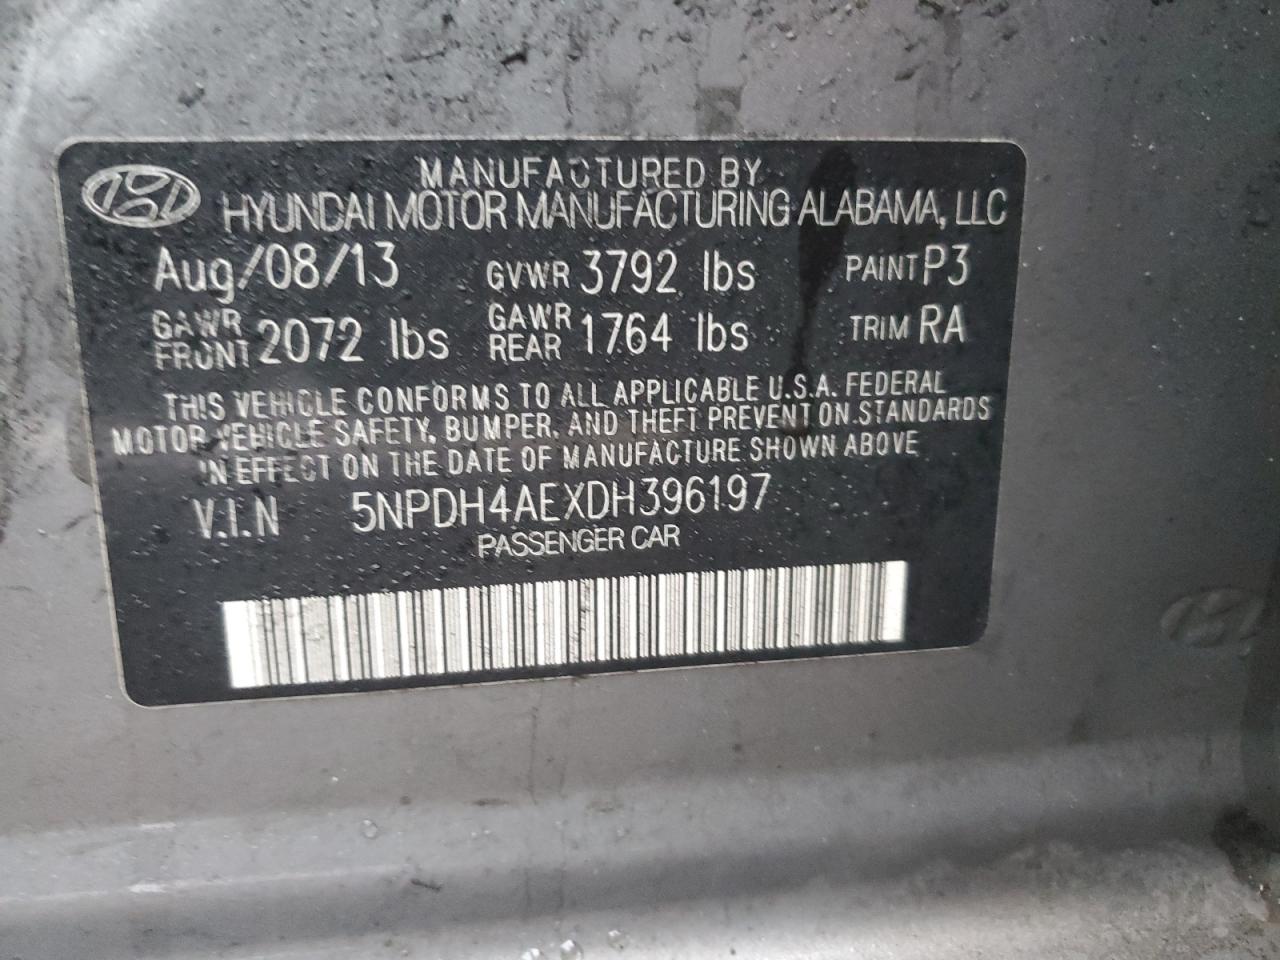 MANUFACTURED BY
HYUNDAI MOTOR MANUFACTURING ALABAMA, LLC
Aug/08/13 GVWR 3792 lbs PAINT P3
GAWR FRONT 2072 lbs GAWR REAR 1764 lbs TRIM RA
THIS VEHICLE CONFORMS TO ALL APPLICABLE U.S.A. FEDERAL
MOTOR VEHICLE SAFETY, BUMPER, AND THEFT PREVENTION STANDARDS
IN EFFECT ON THE DATE OF MANUFACTURE SHOWN ABOVE
V.I.N 5NPDH4AEXDH396197
PASSENGER CAR